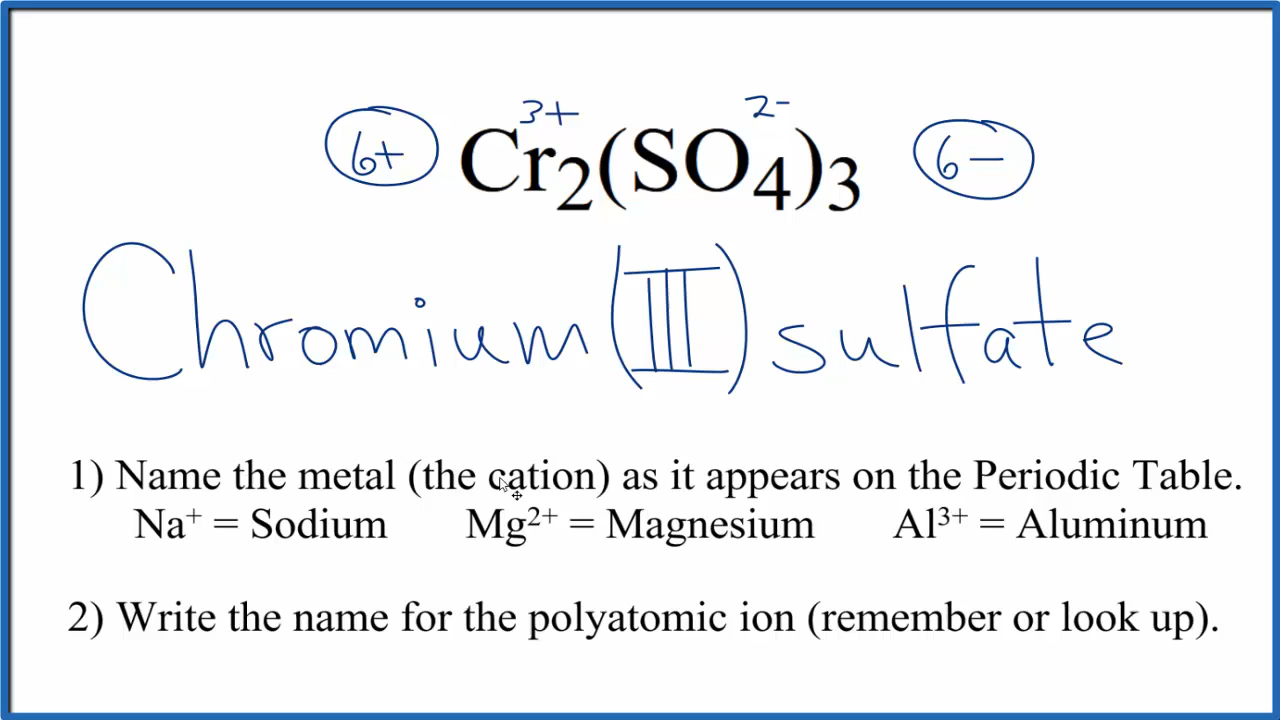 3+ 2-
6+ Cr₂(SO₄)₃ 6-
Chromium (III) sulfate
1) Name the metal (the cation) as it appears on the Periodic Table.
Na⁺ = Sodium Mg²⁺ = Magnesium Al³⁺ = Aluminum
2) Write the name for the polyatomic ion (remember or look up).